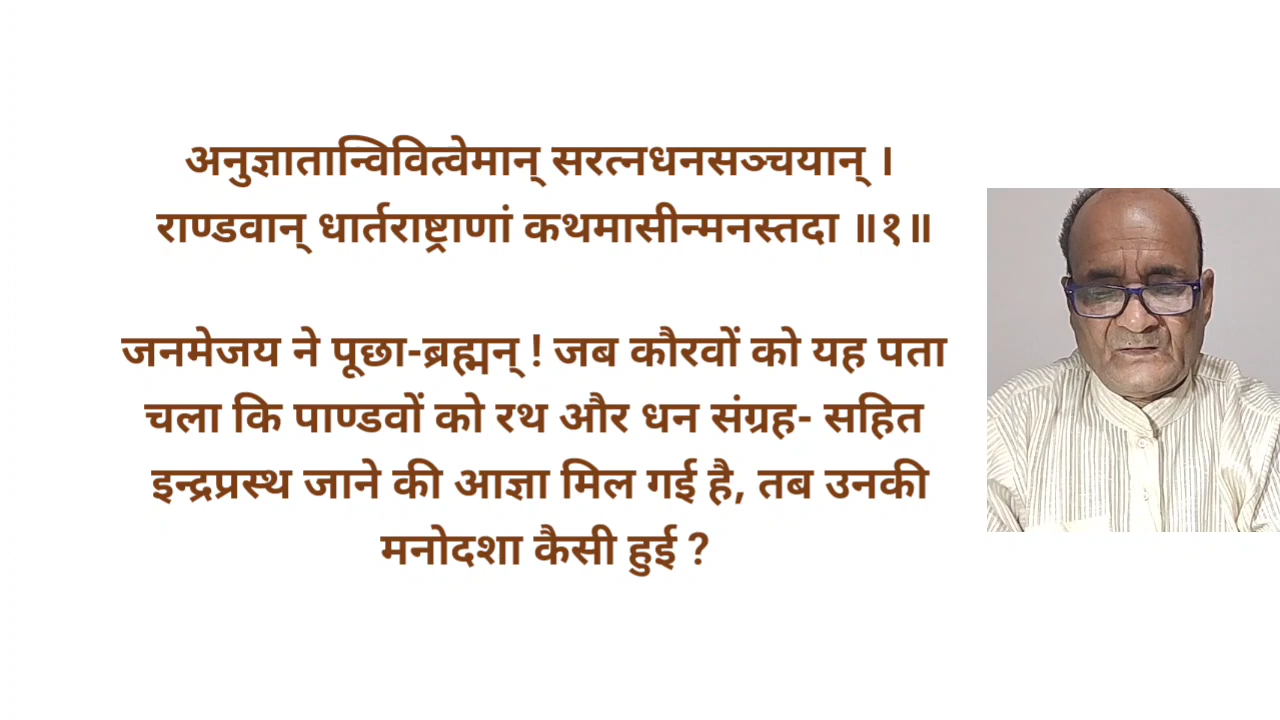 अनुज्ञातान्विवित्वेमान् सरत्नधनसञ्चयान् ।
राण्डवान् धार्तराष्ट्राणां कथमासीन्मनस्तदा ॥१॥
जनमेजय ने पूछा-ब्रह्मन् ! जब कौरवों को यह पता
चला कि पाण्डवों को रथ और धन संग्रह- सहित
इन्द्रप्रस्थ जाने की आज्ञा मिल गई है, तब उनकी
मनोदशा कैसी हुई ?